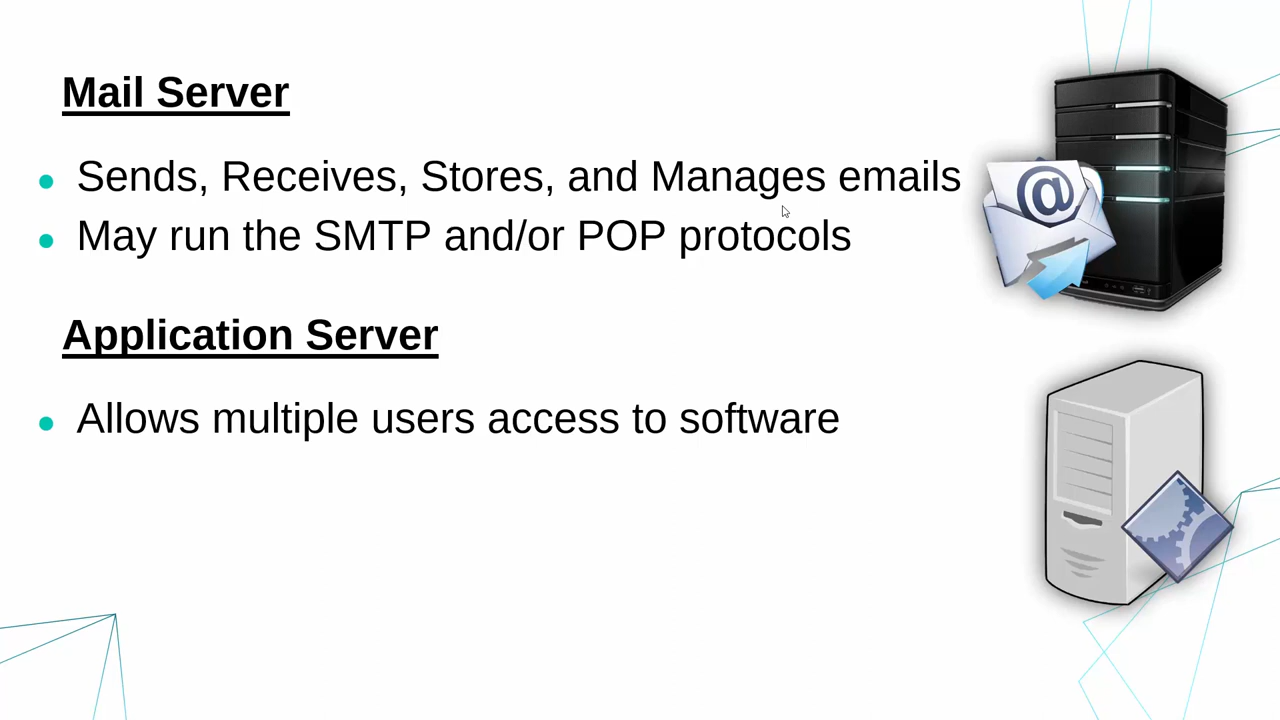 Mail Server
Sends, Receives, Stores, and Manages emails
May run the SMTP and/or POP protocols
Application Server
Allows multiple users access to software